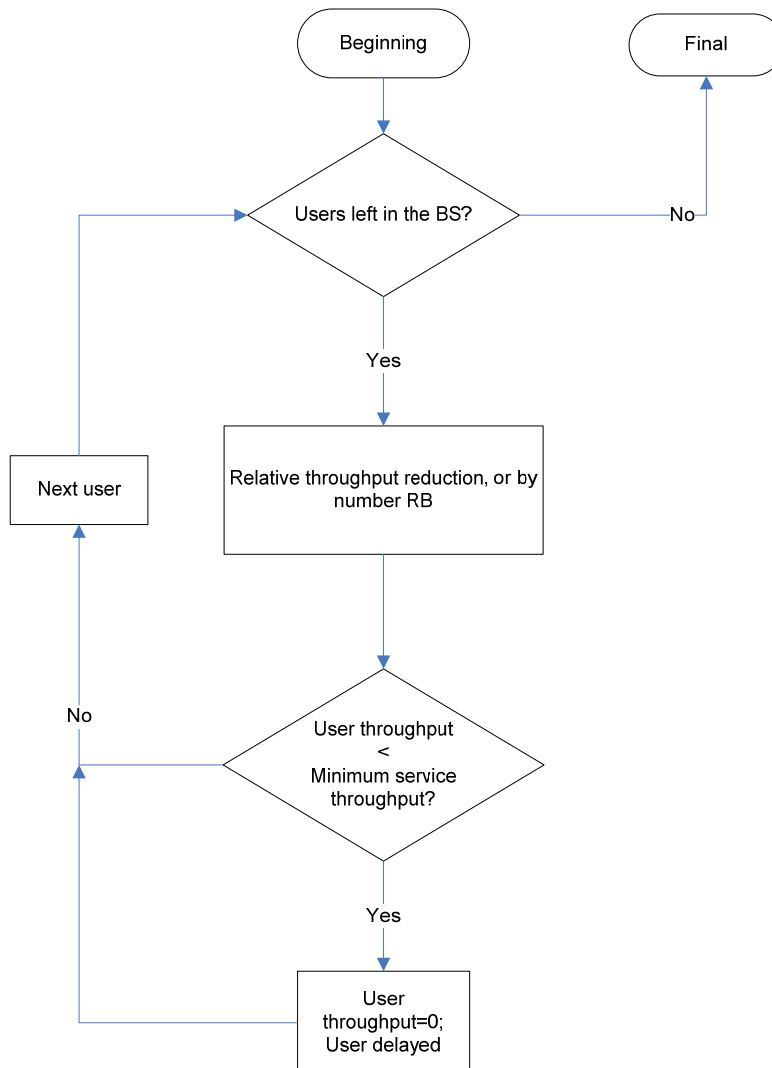 Beginning
Final
Users left in the BS?
No
Yes
Relative throughput reduction, or by
number RB
Next user
No
User throughput
<
Minimum service
throughput?
Yes
User
throughput=0;
User delayed